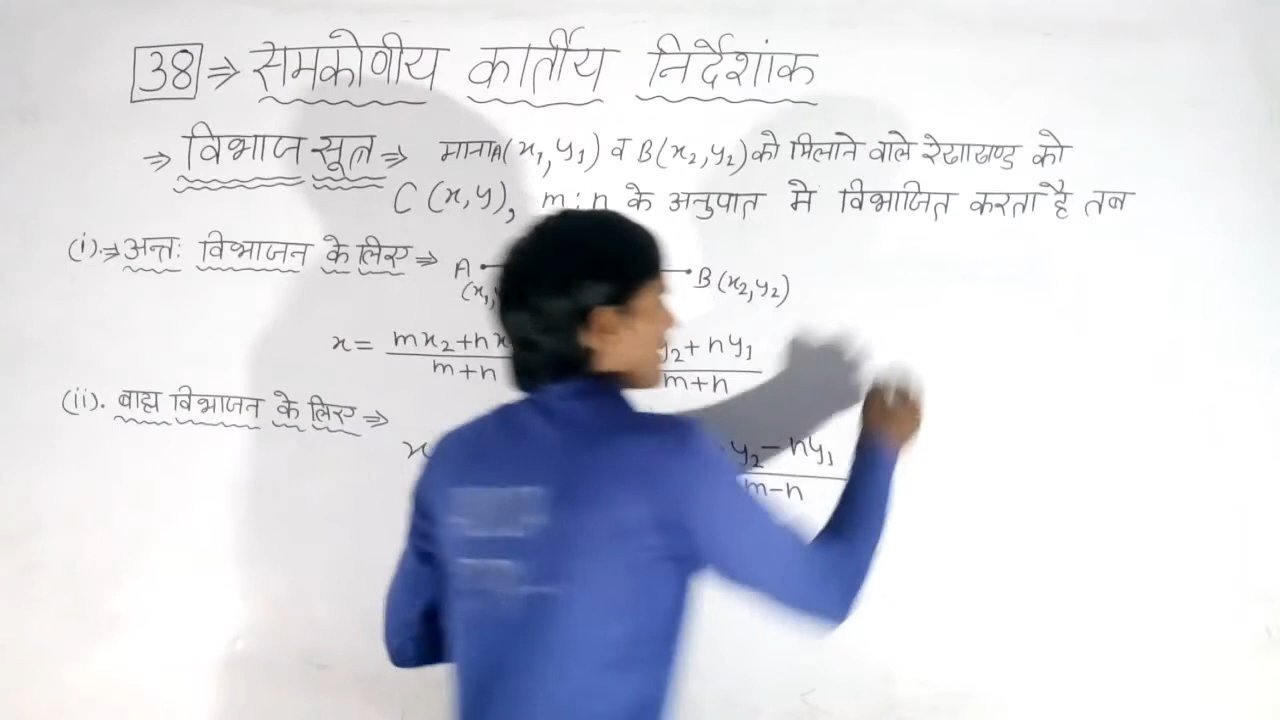 38 ⇒ समकोणीय कार्तीय निर्देशांक
⇒ विभाज सूत्र ⇒ माना A(x₁,y₁) व B(x₂,y₂) को मिलाने वाले रेखाखण्ड को
C (x,y), m:n के अनुपात मे विभाजित करता है तब
(i).⇒ अन्तः विभाजन के लिए ⇒ A B (x₂,y₂)
(x₁,
x = mx₂+nx / m+n y₂+ny₁ / m+n
(ii). बाह्य विभाजन के लिए ⇒
x y₂-ny₁ / m-n